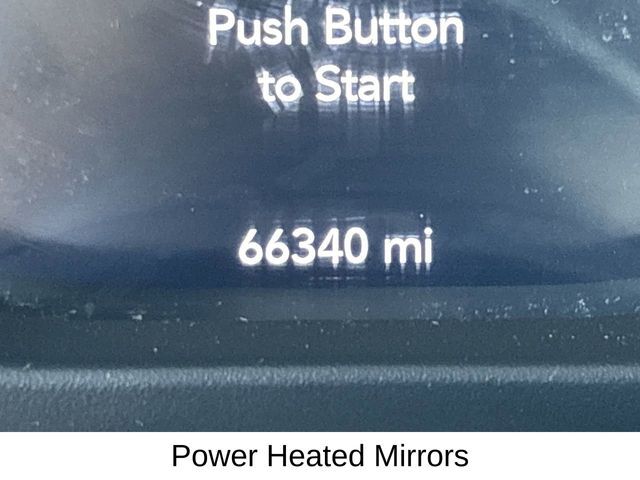 Push Button
to Start
66340 mi
Power Heated Mirrors